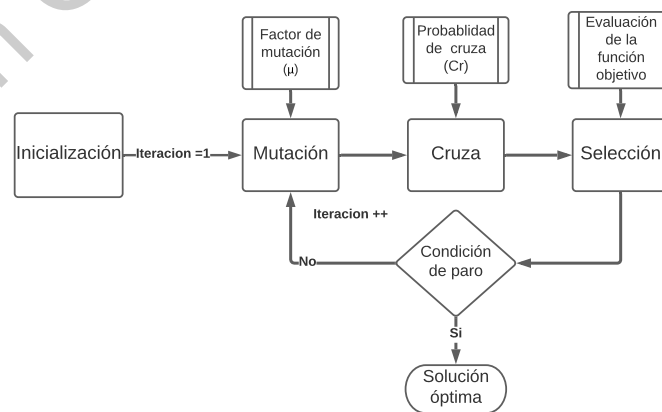 Factor de
mutación
(μ)
Probablidad
de cruza
(Cr)
Evaluación
de la
función
objetivo
Inicialización
Iteracion =1
Mutación
Cruza
Selección
Iteracion ++
Condición
de paro
No
Si
Solución
óptima